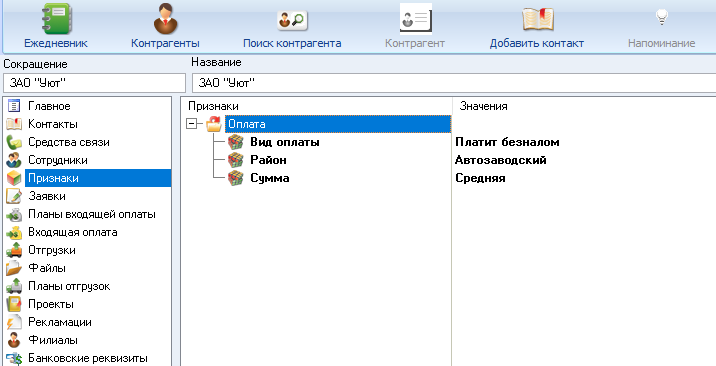 Ежедневник Контрагенты Поиск контрагента Контрагент Добавить контакт Напоминание
Сокращение Название
ЗАО "Уют" ЗАО "Уют"
Главное
Контакты
Средства связи
Сотрудники
Признаки
Заявки
Планы входящей оплаты
Входящая оплата
Отгрузки
Файлы
Планы отгрузок
Проекты
Рекламации
Филиалы
Банковские реквизиты
Признаки Значения
Оплата
Вид оплаты Платит безналом
Район Автозаводский
Сумма Средняя